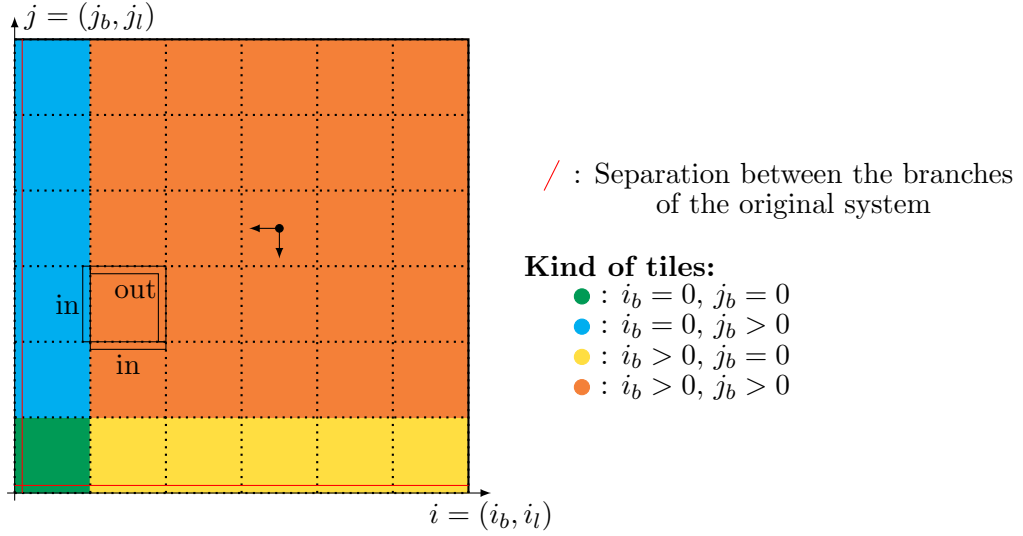 j = (j_b, j_l)
/ : Separation between the branches
of the original system
out
in
in
Kind of tiles:
: i_b = 0, j_b = 0
: i_b = 0, j_b > 0
: i_b > 0, j_b = 0
: i_b > 0, j_b > 0
i = (i_b, i_l)